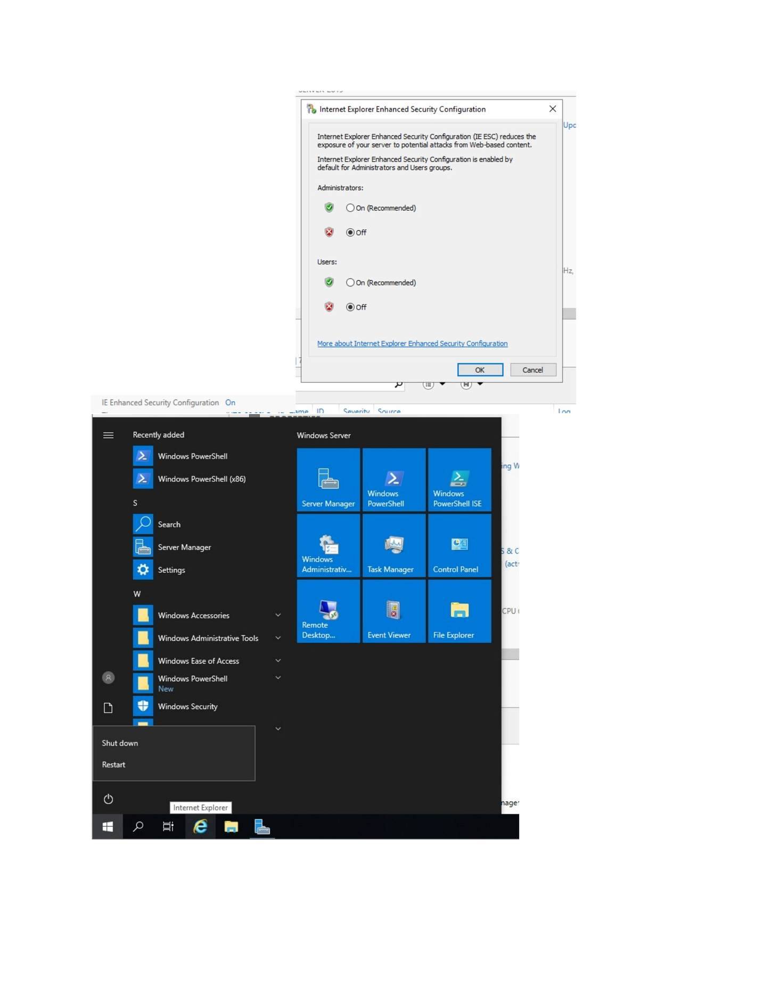 Internet Explorer Enhanced Security Configuration
Upd
Internet Explorer Enhanced Security Configuration (IE ESC) reduces the
exposure of your server to potential attacks from Web-based content.
Internet Explorer Enhanced Security Configuration is enabled by
default for Administrators and Users groups.
Administrators:
On (Recommended)
Off
Users:
On (Recommended)
Hz,
Off
More about Internet Explorer Enhanced Security Configuration
OK Cancel
IE Enhanced Security Configuration On
ID Severity Source Log
Recently added
Windows PowerShell
Windows PowerShell (x86)
S
Search
Server Manager
Settings
W
Windows Accessories
Windows Administrative Tools
Windows Ease of Access
Windows PowerShell
New
Windows Security
Shut down
Restart
Internet Explorer
Windows Server
Server Manager
Windows
PowerShell
Windows
PowerShell ISE
Windows
Administrativ...
Task Manager
Control Panel
Remote
Desktop...
Event Viewer
File Explorer
ing W
S & C
(act
CPU
nager